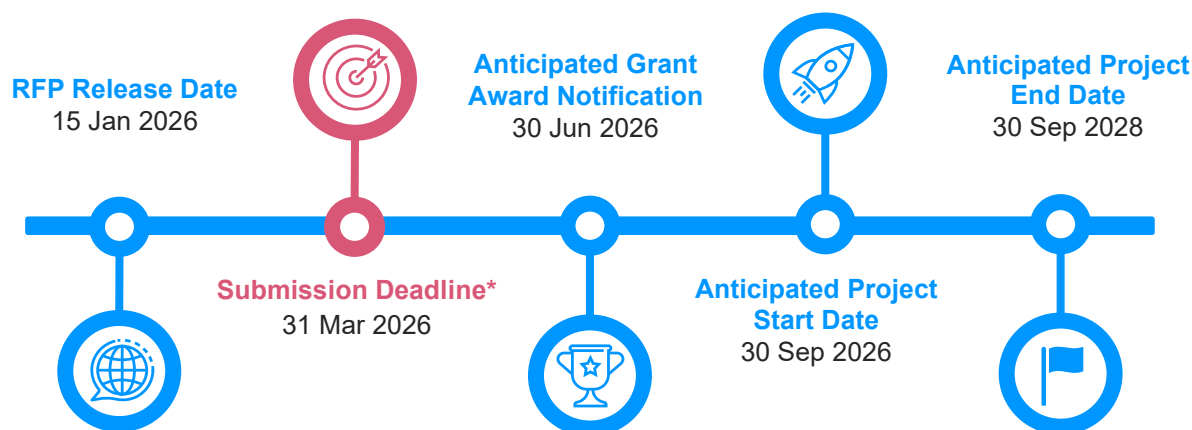 RFP Release Date
15 Jan 2026
Submission Deadline*
31 Mar 2026
Anticipated Grant
Award Notification
30 Jun 2026
Anticipated Project
Start Date
30 Sep 2026
Anticipated Project
End Date
30 Sep 2028